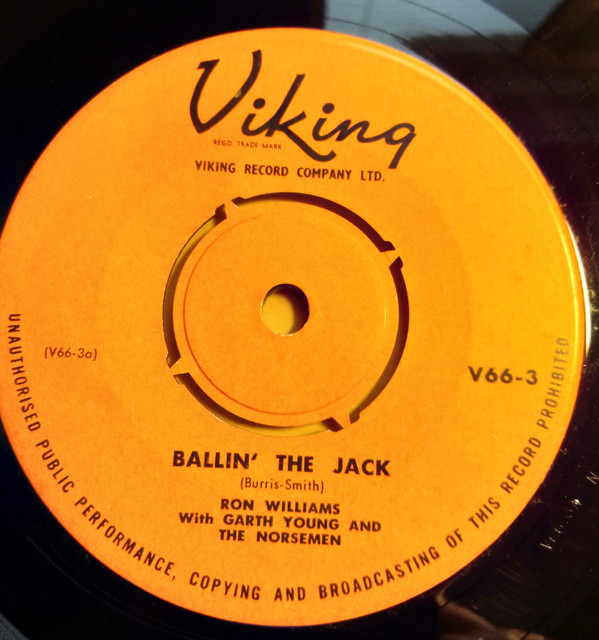 Viking
REGD. TRADE MARK
VIKING RECORD COMPANY LTD.
(V66-3a)
V66-3
BALLIN' THE JACK
(Burris-Smith)
RON WILLIAMS
With GARTH YOUNG AND
THE NORSEMEN
UNAUTHORISED PUBLIC PERFORMANCE, COPYING AND BROADCASTING OF THIS RECORD PROHIBITED